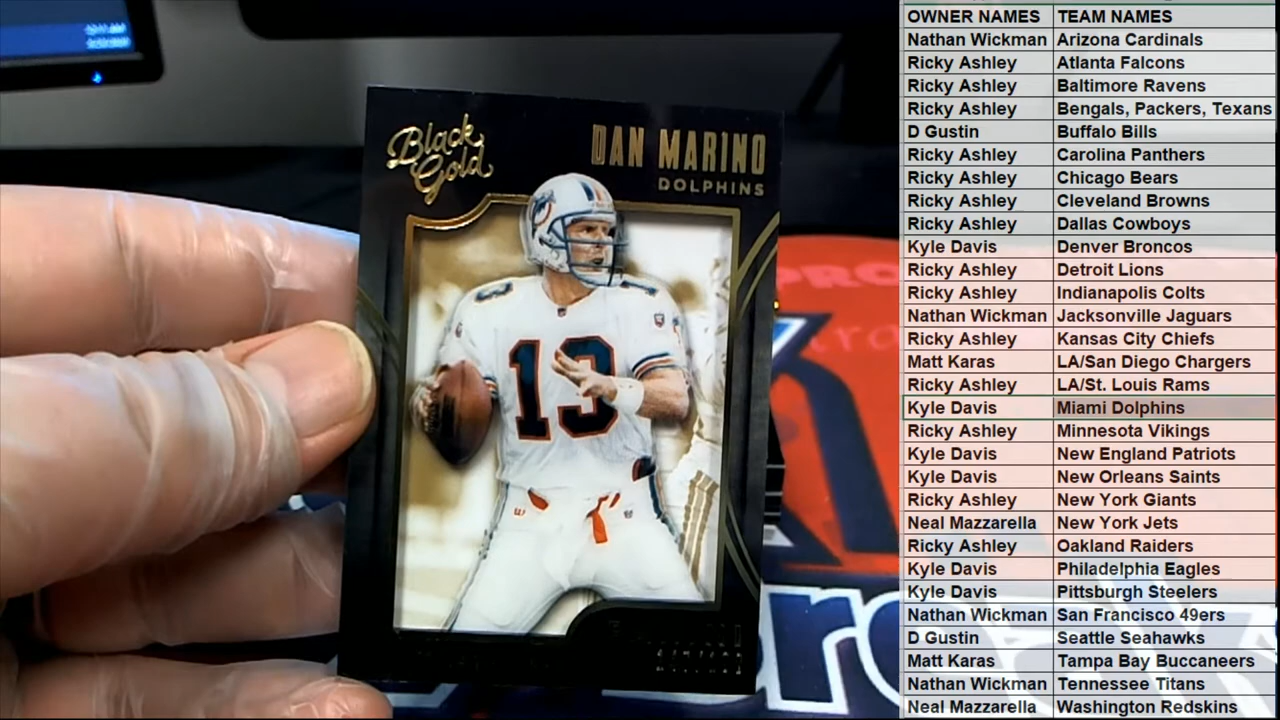 Black
Gold
DAN MARINO
DOLPHINS
13
PRO
OWNER NAMES TEAM NAMES
Nathan Wickman Arizona Cardinals
Ricky Ashley Atlanta Falcons
Ricky Ashley Baltimore Ravens
Ricky Ashley Bengals, Packers, Texans
D Gustin Buffalo Bills
Ricky Ashley Carolina Panthers
Ricky Ashley Chicago Bears
Ricky Ashley Cleveland Browns
Ricky Ashley Dallas Cowboys
Kyle Davis Denver Broncos
Ricky Ashley Detroit Lions
Ricky Ashley Indianapolis Colts
Nathan Wickman Jacksonville Jaguars
Ricky Ashley Kansas City Chiefs
Matt Karas LA/San Diego Chargers
Ricky Ashley LA/St. Louis Rams
Kyle Davis Miami Dolphins
Ricky Ashley Minnesota Vikings
Kyle Davis New England Patriots
Kyle Davis New Orleans Saints
Ricky Ashley New York Giants
Neal Mazzarella New York Jets
Ricky Ashley Oakland Raiders
Kyle Davis Philadelphia Eagles
Kyle Davis Pittsburgh Steelers
Nathan Wickman San Francisco 49ers
D Gustin Seattle Seahawks
Matt Karas Tampa Bay Buccaneers
Nathan Wickman Tennessee Titans
Neal Mazzarella Washington Redskins